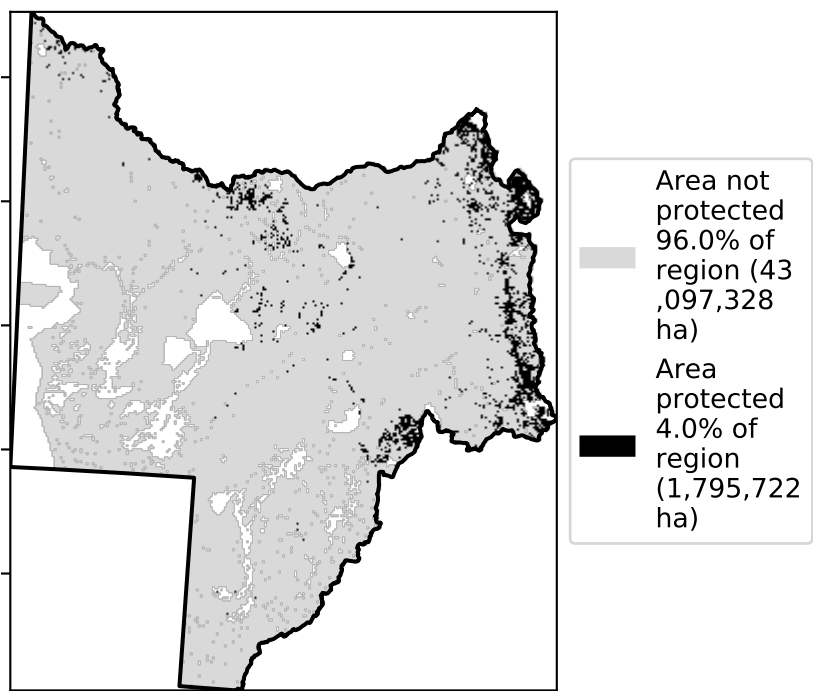 Area not
protected
96.0% of
region (43
,097,328
ha)
Area
protected
4.0% of
region
(1,795,722
ha)